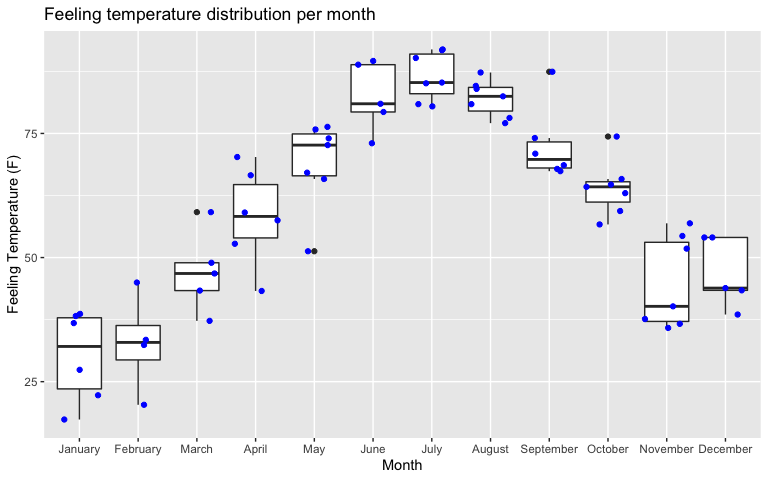 Feeling temperature distribution per month
Feeling Temperature (F)
75
50
25
January February March April May June July August September October November December
Month